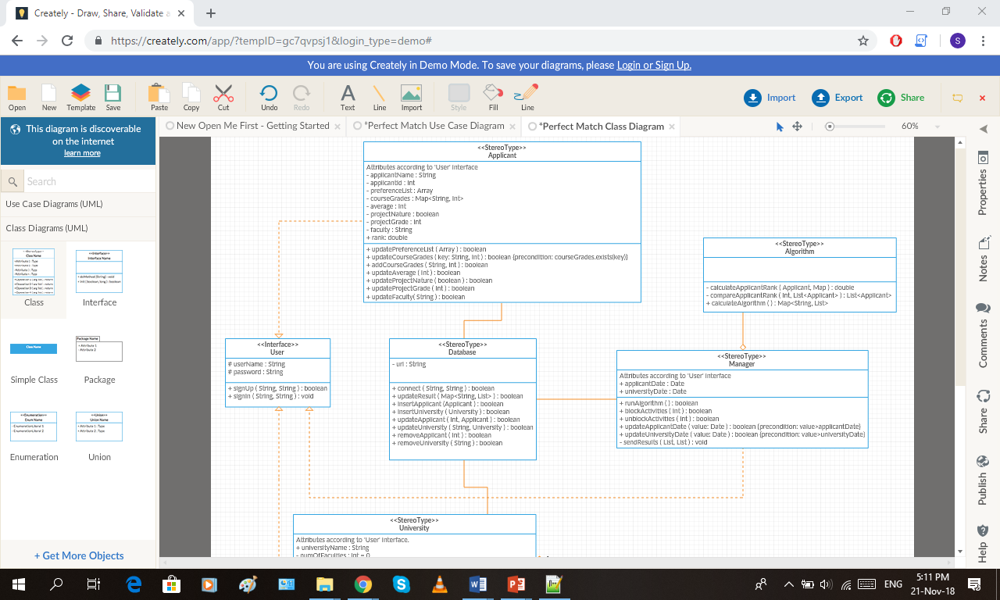 Creately - Draw, Share, Validate a
https://creately.com/app/?tempID=gc7qvpsj1&login_type=demo#
S
You are using Creately in Demo Mode. To save your diagrams, please Login or Sign Up.
Open New Template Save Paste Copy Cut Undo Redo Text Line Import Style Fill Line
Import Export Share
This diagram is discoverable
on the internet
learn more
New Open Me First - Getting Started
*Perfect Match Use Case Diagram
*Perfect Match Class Diagram
60%
Search
Use Case Diagrams (UML)
Class Diagrams (UML)
Class
Interface
Simple Class
Package
Enumeration
Union
+ Get More Objects
<<StereoType>>
Applicant
Attributes according to 'User' interface
- applicantName : String
- applicantId : Int
- preferenceList : Array
- courseGrades : Map<String, Int>
- average : Int
- projectNature : boolean
- projectGrade : Int
- faculty : String
+ rank: double
+ updatePreferenceList ( Array ) : boolean
+ updateCourseGrades ( key: String, Int ) : boolean {precondition: courseGrades.exists(key)}
+ addCourseGrades ( String, Int ) : boolean
+ updateAverage ( Int ) : boolean
+ updateProjectNature ( boolean ) : boolean
+ updateProjectGrade ( Int ) : boolean
+ updateFaculty( String ) : boolean
<<StereoType>>
Algorithm
- calculateApplicantRank ( Applicant, Map ) : double
- compareApplicantRank ( Int, List<Applicant> ) : List<Applicant>
+ calculateAlgorithm ( ) : Map<String, List>
<<Interface>>
User
# userName : String
# password : String
+ signUp ( String, String ) : boolean
+ signIn ( String, String ) : void
<<StereoType>>
Database
- url : String
+ connect ( String, String ) : boolean
+ updateResult ( Map<String, List> ) : boolean
+ insertApplicant (Applicant ) : boolean
+ insertUniversity ( University ) : boolean
+ updateApplicant ( Int, Applicant ) : boolean
+ updateUniversity ( String, University ) : boolean
+ removeApplicant ( Int ) : boolean
+ removeUniversity ( String ) : boolean
<<StereoType>>
Manager
Attributes according to 'User' interface
+ applicantDate : Date
+ universityDate : Date
+ runAlgorithm ( ) : boolean
+ blockActivities ( Int ) : boolean
+ unblockActivities ( Int ) : boolean
+ updateApplicantDate ( value: Date ) : boolean {precondition: value>applicantDate}
+ updateUniversityDate ( value: Date ) : boolean {precondition: value>universityDate}
- sendResults ( List, List ) : void
<<StereoType>>
University
Attributes according to 'User' interface.
+ universityName : String
- numOfFaculties : Int = 0
Properties
Notes
Comments
Share
Publish
Help
ENG
5:11 PM
21-Nov-18